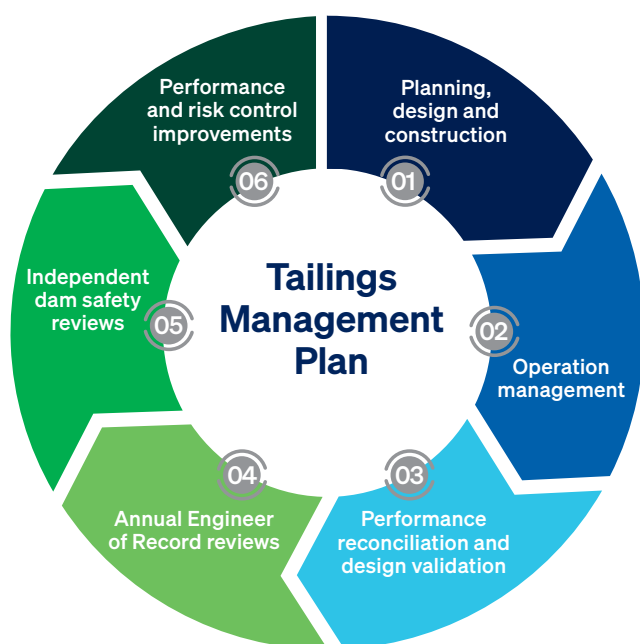 Tailings
Management
Plan
01
Planning,
design and
construction
02
Operation
management
03
Performance
reconciliation and
design validation
04
Annual Engineer
of Record reviews
05
Independent
dam safety
reviews
06
Performance
and risk control
improvements